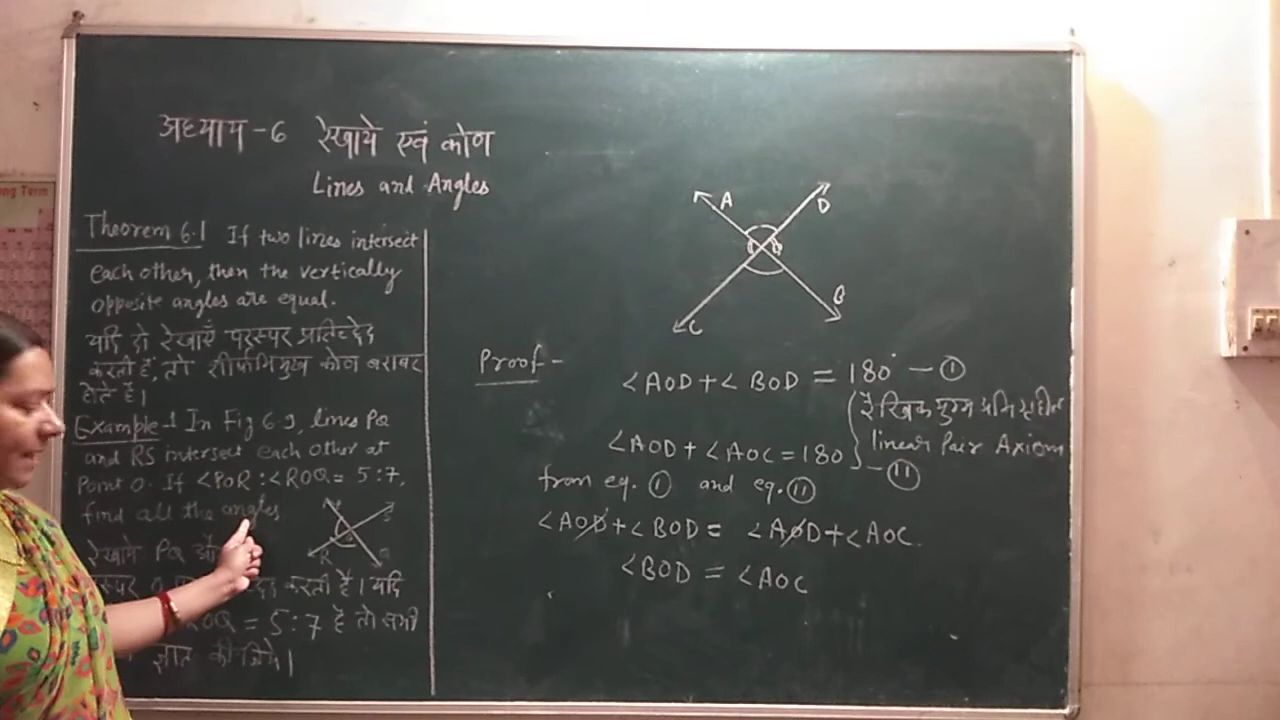 अध्याय - 6 रेखाये एवं कोण
Lines and Angles
Theorem 6.1 If two lines intersect
each other, then the vertically
opposite angles are equal.
यदि दो रेखाएँ परस्पर प्रतिच्छेद
करती हैं, तो शीर्षाभिमुख कोण बराबर
होते हैं।
Example-1 In Fig 6.9, lines PQ
and RS intersect each other at
Point O. If ∠POR : ∠ROQ = 5:7,
find all the angles
रेखाये PQ
करती हैं। यदि
ROQ = 5:7 है तो सभी
ज्ञात कीजिये।
S
R
A
D
B
C
Proof -
∠AOD + ∠BOD = 180° - ①
∠AOD + ∠AOC = 180
रैखिक युग्म
linear Pair Axiom
- ⑪
from eq. ① and eq. ⑪
∠AOD + ∠BOD = ∠AOD + ∠AOC.
∠BOD = ∠AOC